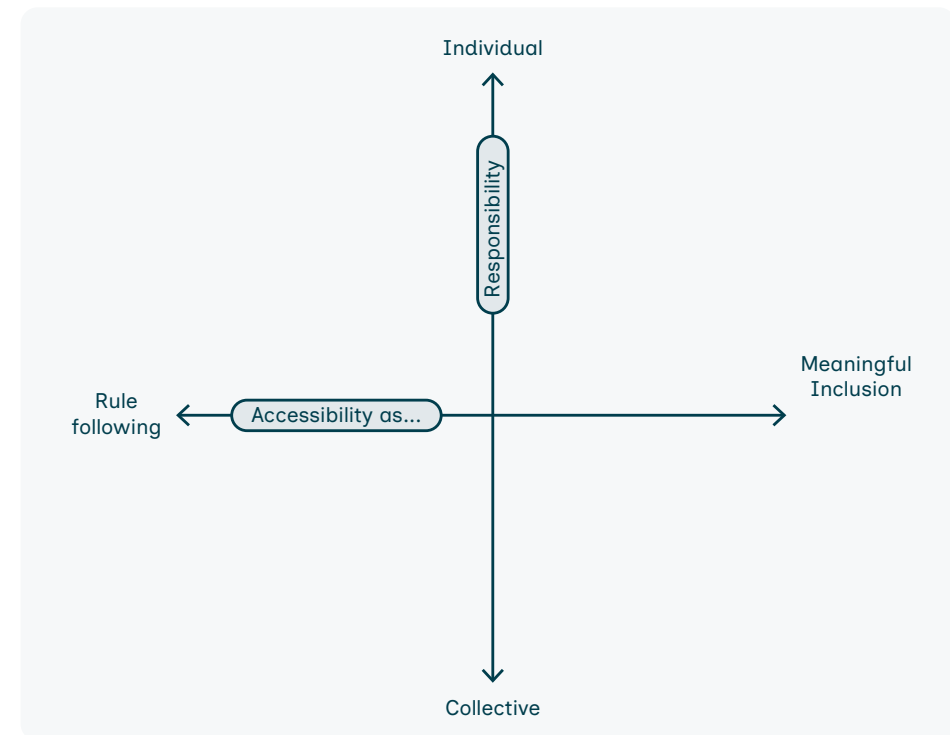 Individual
Responsibility
Meaningful
Inclusion
Rule
following
Accessibility as...
Collective